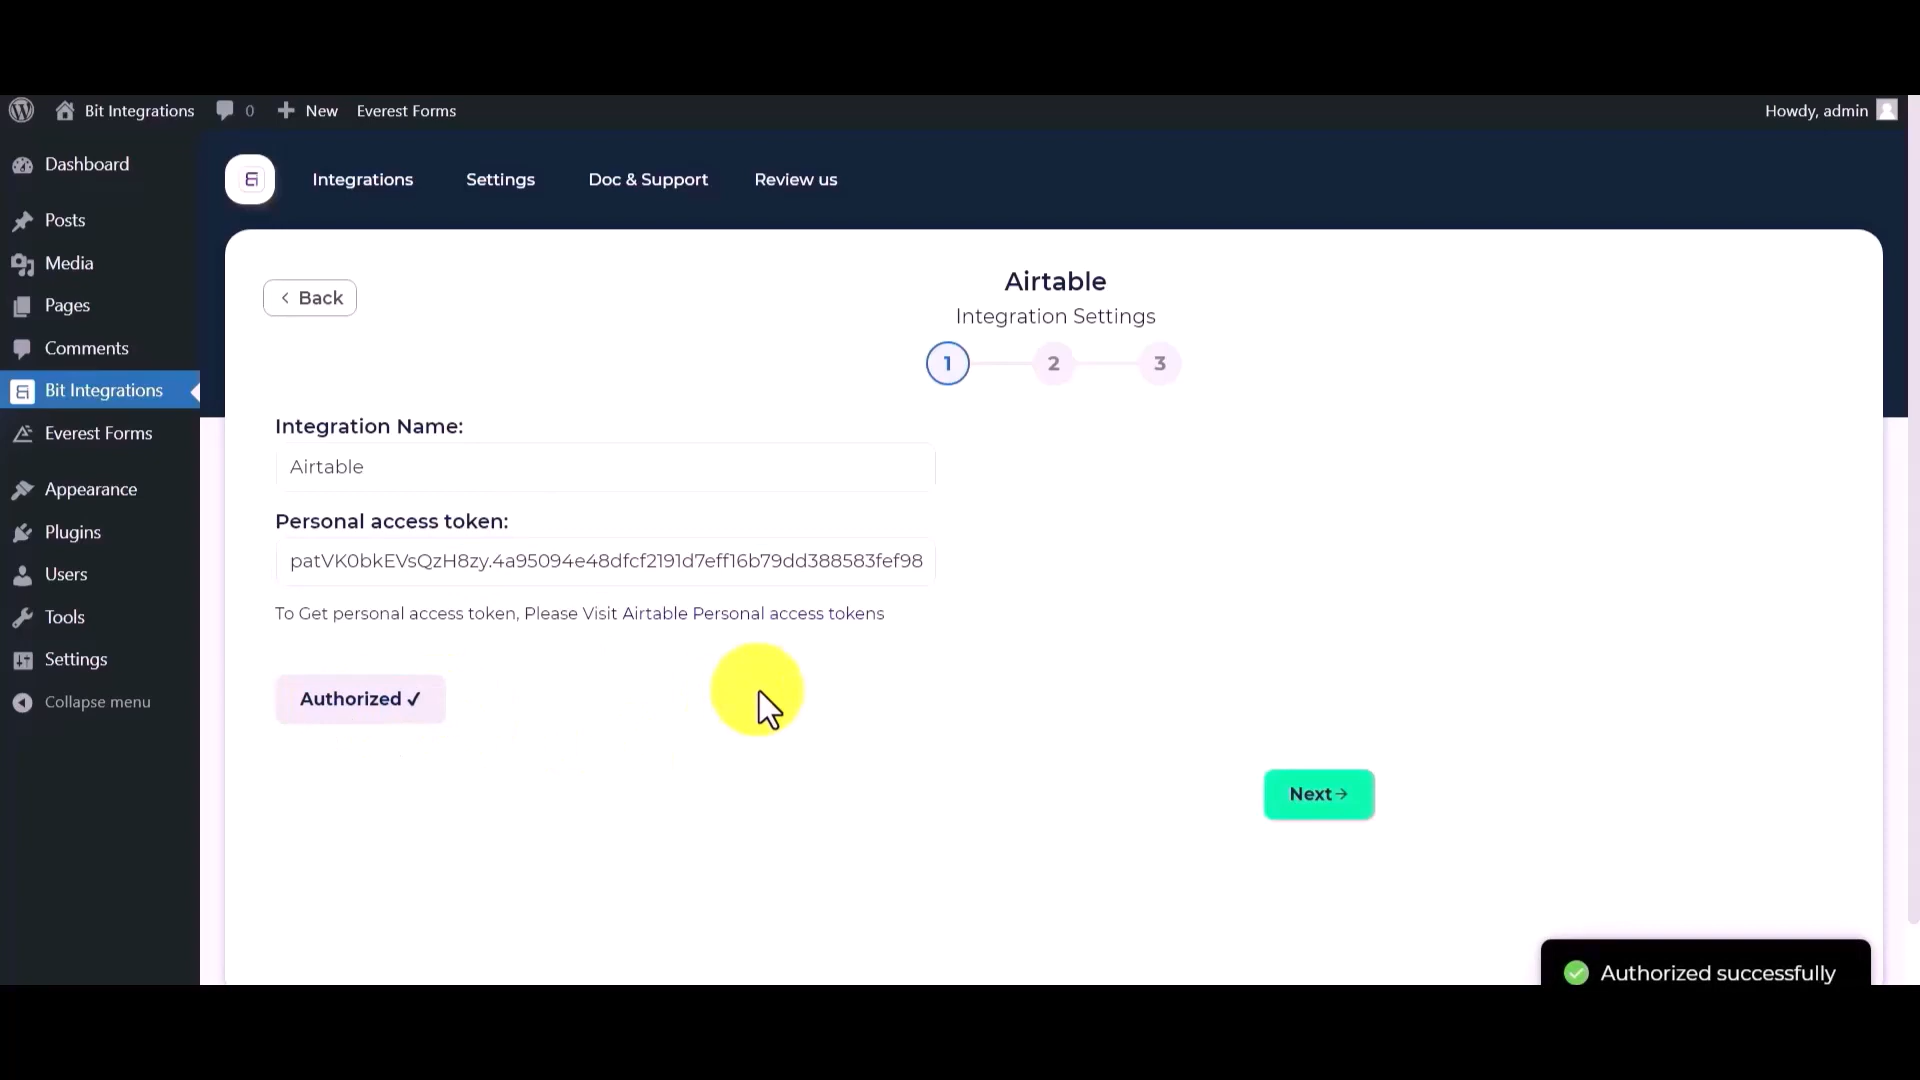 Bit Integrations
0
New
Everest Forms
Howdy, admin
Dashboard
Posts
Media
Pages
Comments
Bit Integrations
Everest Forms
Appearance
Plugins
Users
Tools
Settings
Collapse menu
Integrations
Settings
Doc & Support
Review us
Back
Airtable
Integration Settings
1
2
3
Integration Name:
Airtable
Personal access token:
patVK0bkEVsQzH8zy.4a95094e48dfcf2191d7eff16b79dd388583fef98
To Get personal access token, Please Visit Airtable Personal access tokens
Authorized ✓
Next→
Authorized successfully